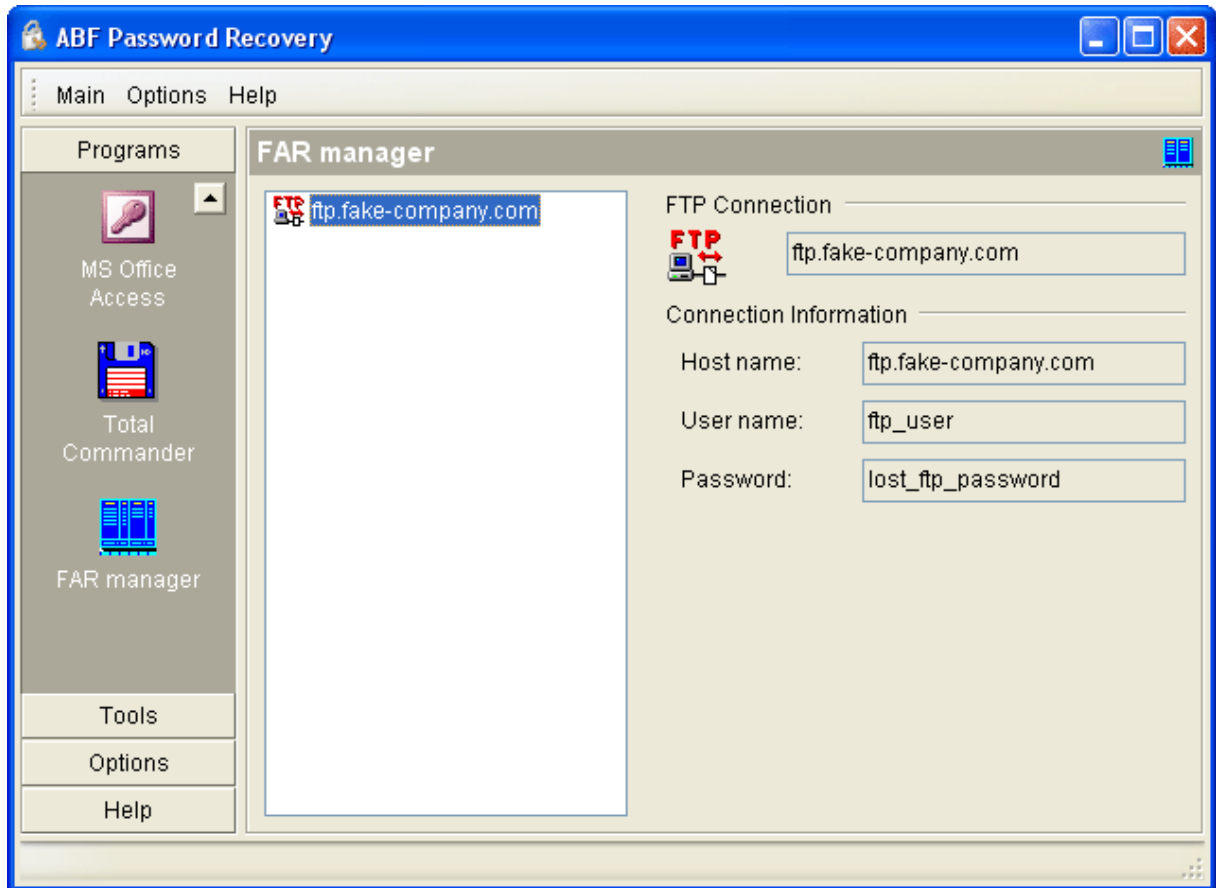 ABF Password Recovery
Main Options Help
Programs
MS Office
Access
Total
Commander
FAR manager
Tools
Options
Help
FAR manager
FTP ftp.fake-company.com
FTP Connection
FTP ftp.fake-company.com
Connection Information
Host name: ftp.fake-company.com
User name: ftp_user
Password: lost_ftp_password